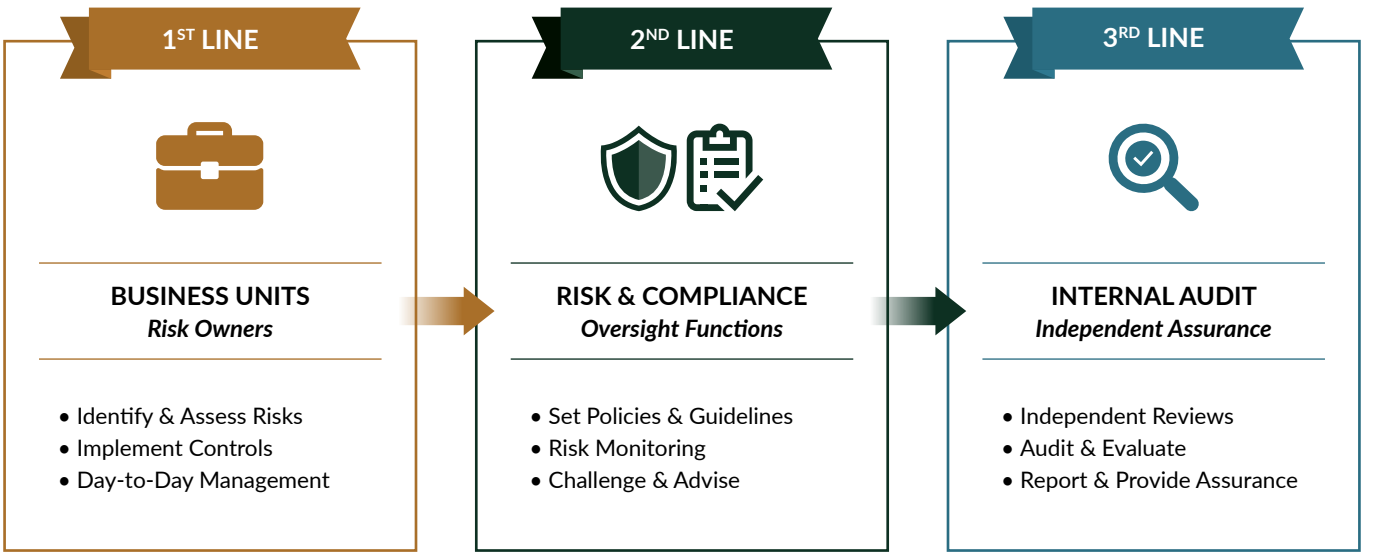 1ST LINE
BUSINESS UNITS
Risk Owners
• Identify & Assess Risks
• Implement Controls
• Day-to-Day Management
2ND LINE
RISK & COMPLIANCE
Oversight Functions
• Set Policies & Guidelines
• Risk Monitoring
• Challenge & Advise
3RD LINE
INTERNAL AUDIT
Independent Assurance
• Independent Reviews
• Audit & Evaluate
• Report & Provide Assurance